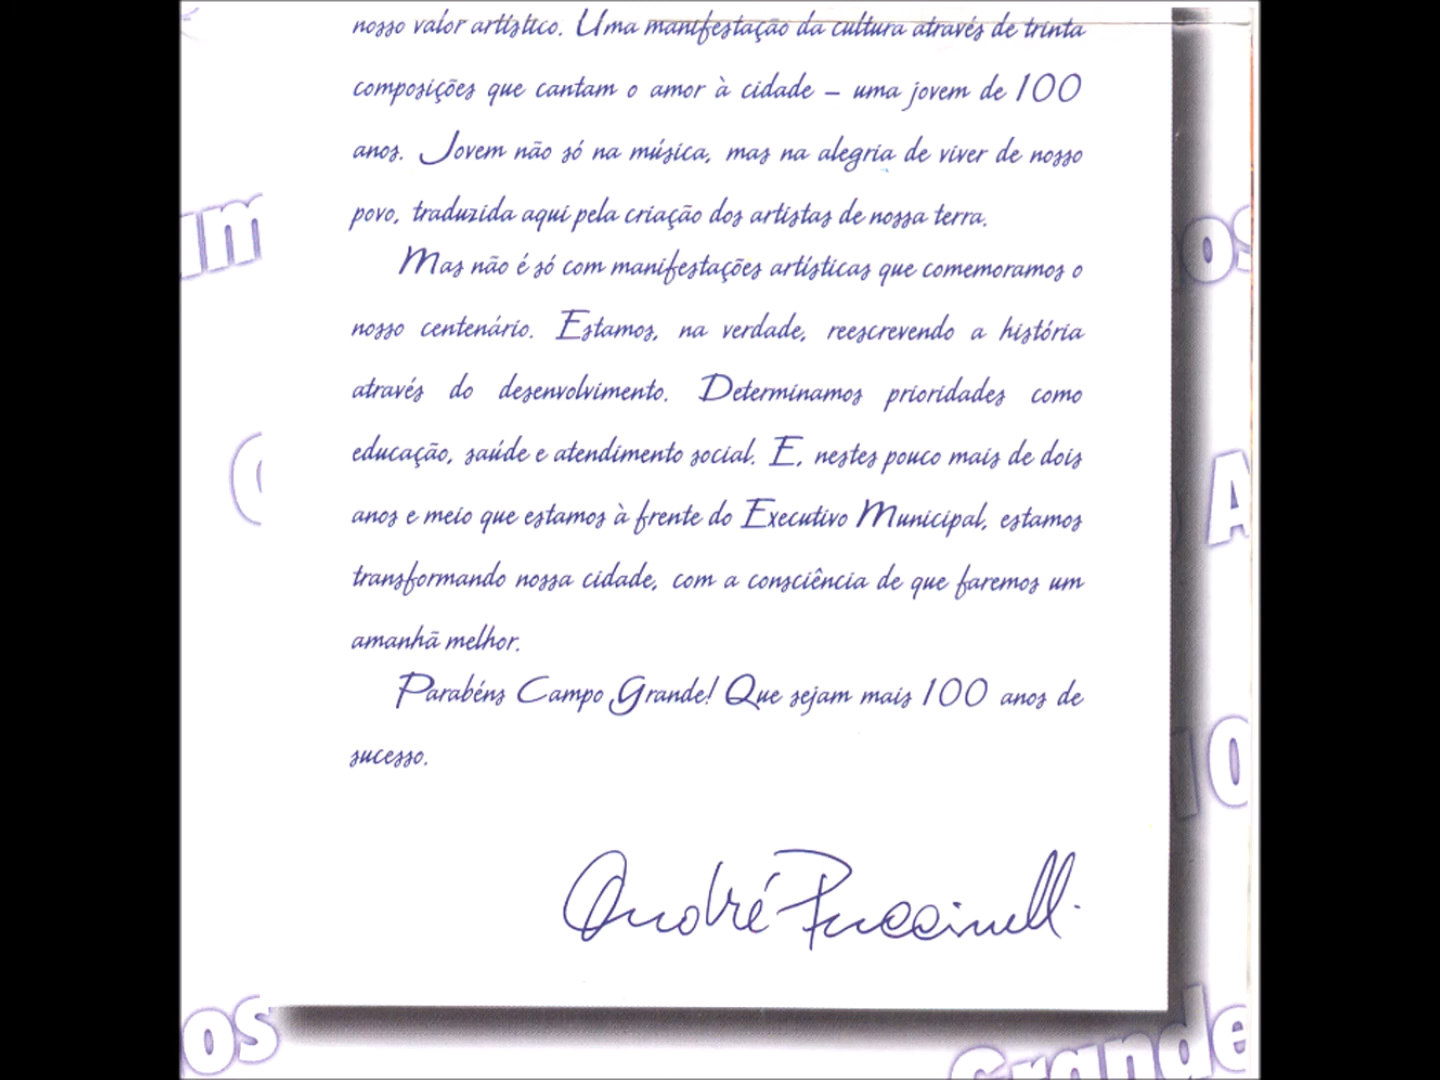 nosso valor artístico. Uma manifestação da cultura através de trinta
composições que cantam o amor à cidade – uma jovem de 100
anos. Jovem não só na música, mas na alegria de viver de nosso
povo, traduzida aqui pela criação dos artistas de nossa terra.
Mas não é só com manifestações artísticas que comemoramos o
nosso centenário. Estamos, na verdade, reescrevendo a história
através do desenvolvimento. Determinamos prioridades como
educação, saúde e atendimento social. E, nestes pouco mais de dois
anos e meio que estamos à frente do Executivo Municipal, estamos
transformando nossa cidade, com a consciência de que faremos um
amanhã melhor.
Parabéns Campo Grande! Que sejam mais 100 anos de
sucesso.
André Puccinelli
os
Grande